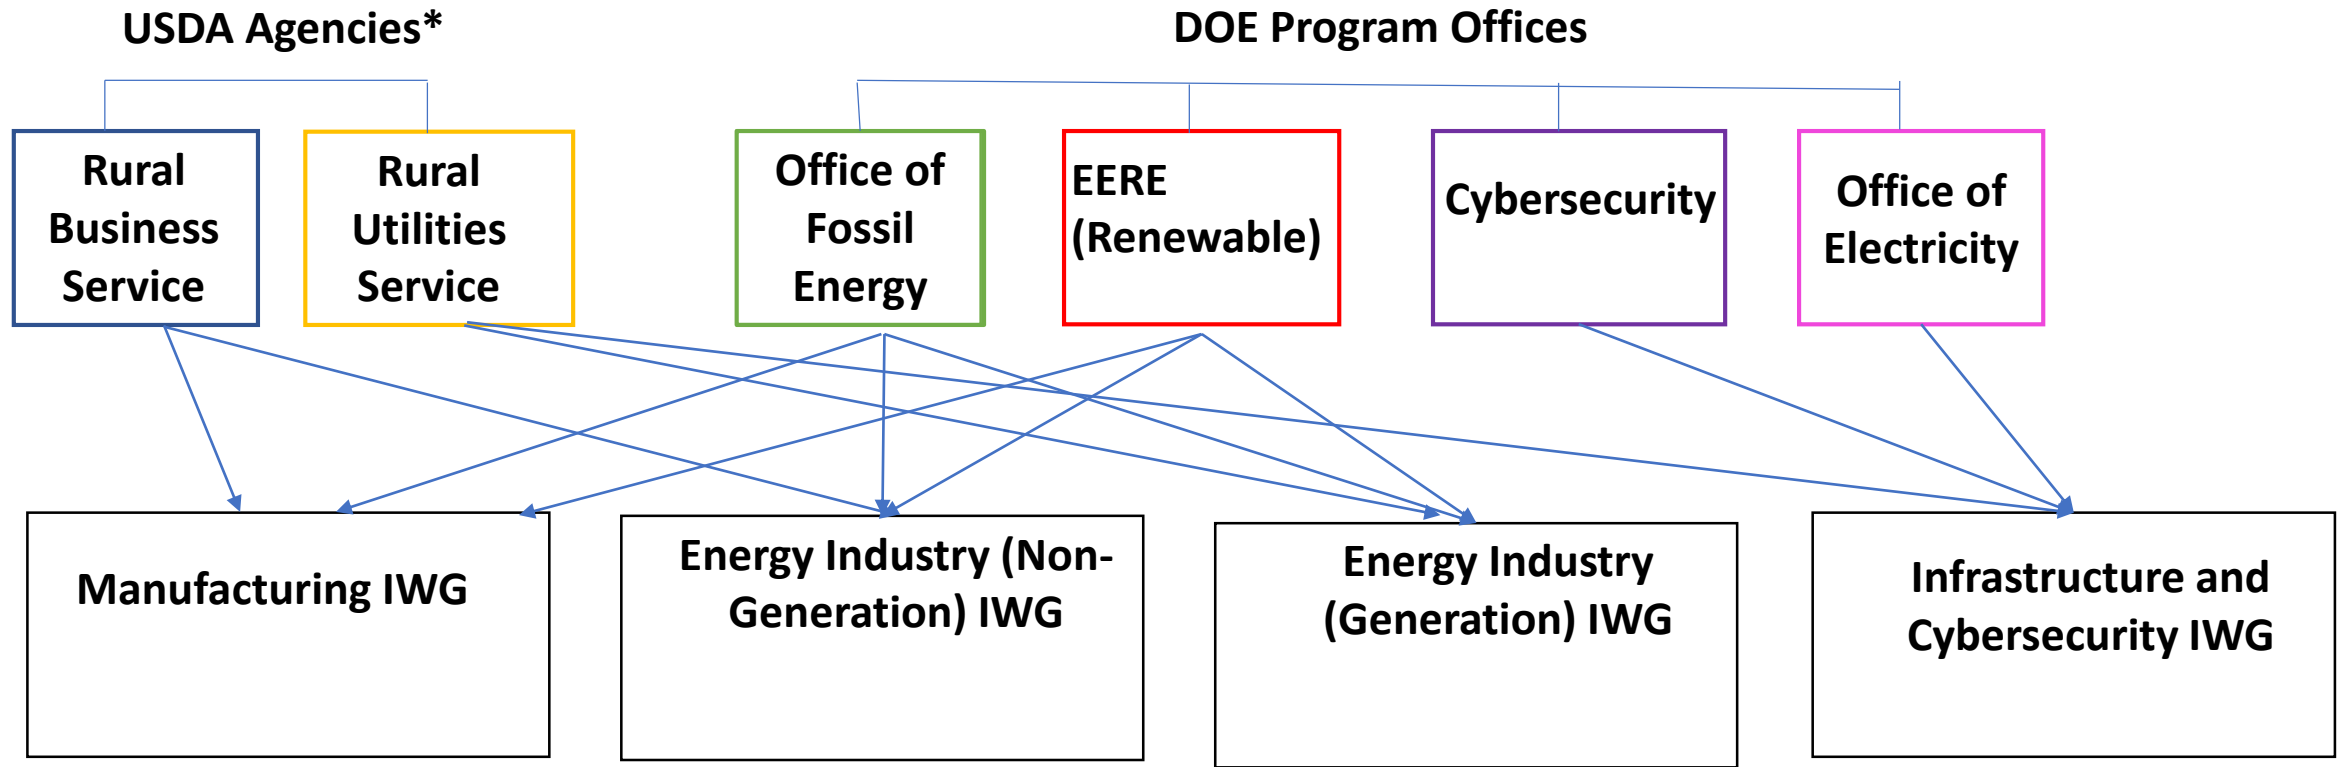 USDA Agencies*
DOE Program Offices
Rural
Business
Service
Rural
Utilities
Service
Office of
Fossil
Energy
EERE
(Renewable)
Cybersecurity
Office of
Electricity
Manufacturing IWG
Energy Industry (Non-
Generation) IWG
Energy Industry
(Generation) IWG
Infrastructure and
Cybersecurity IWG